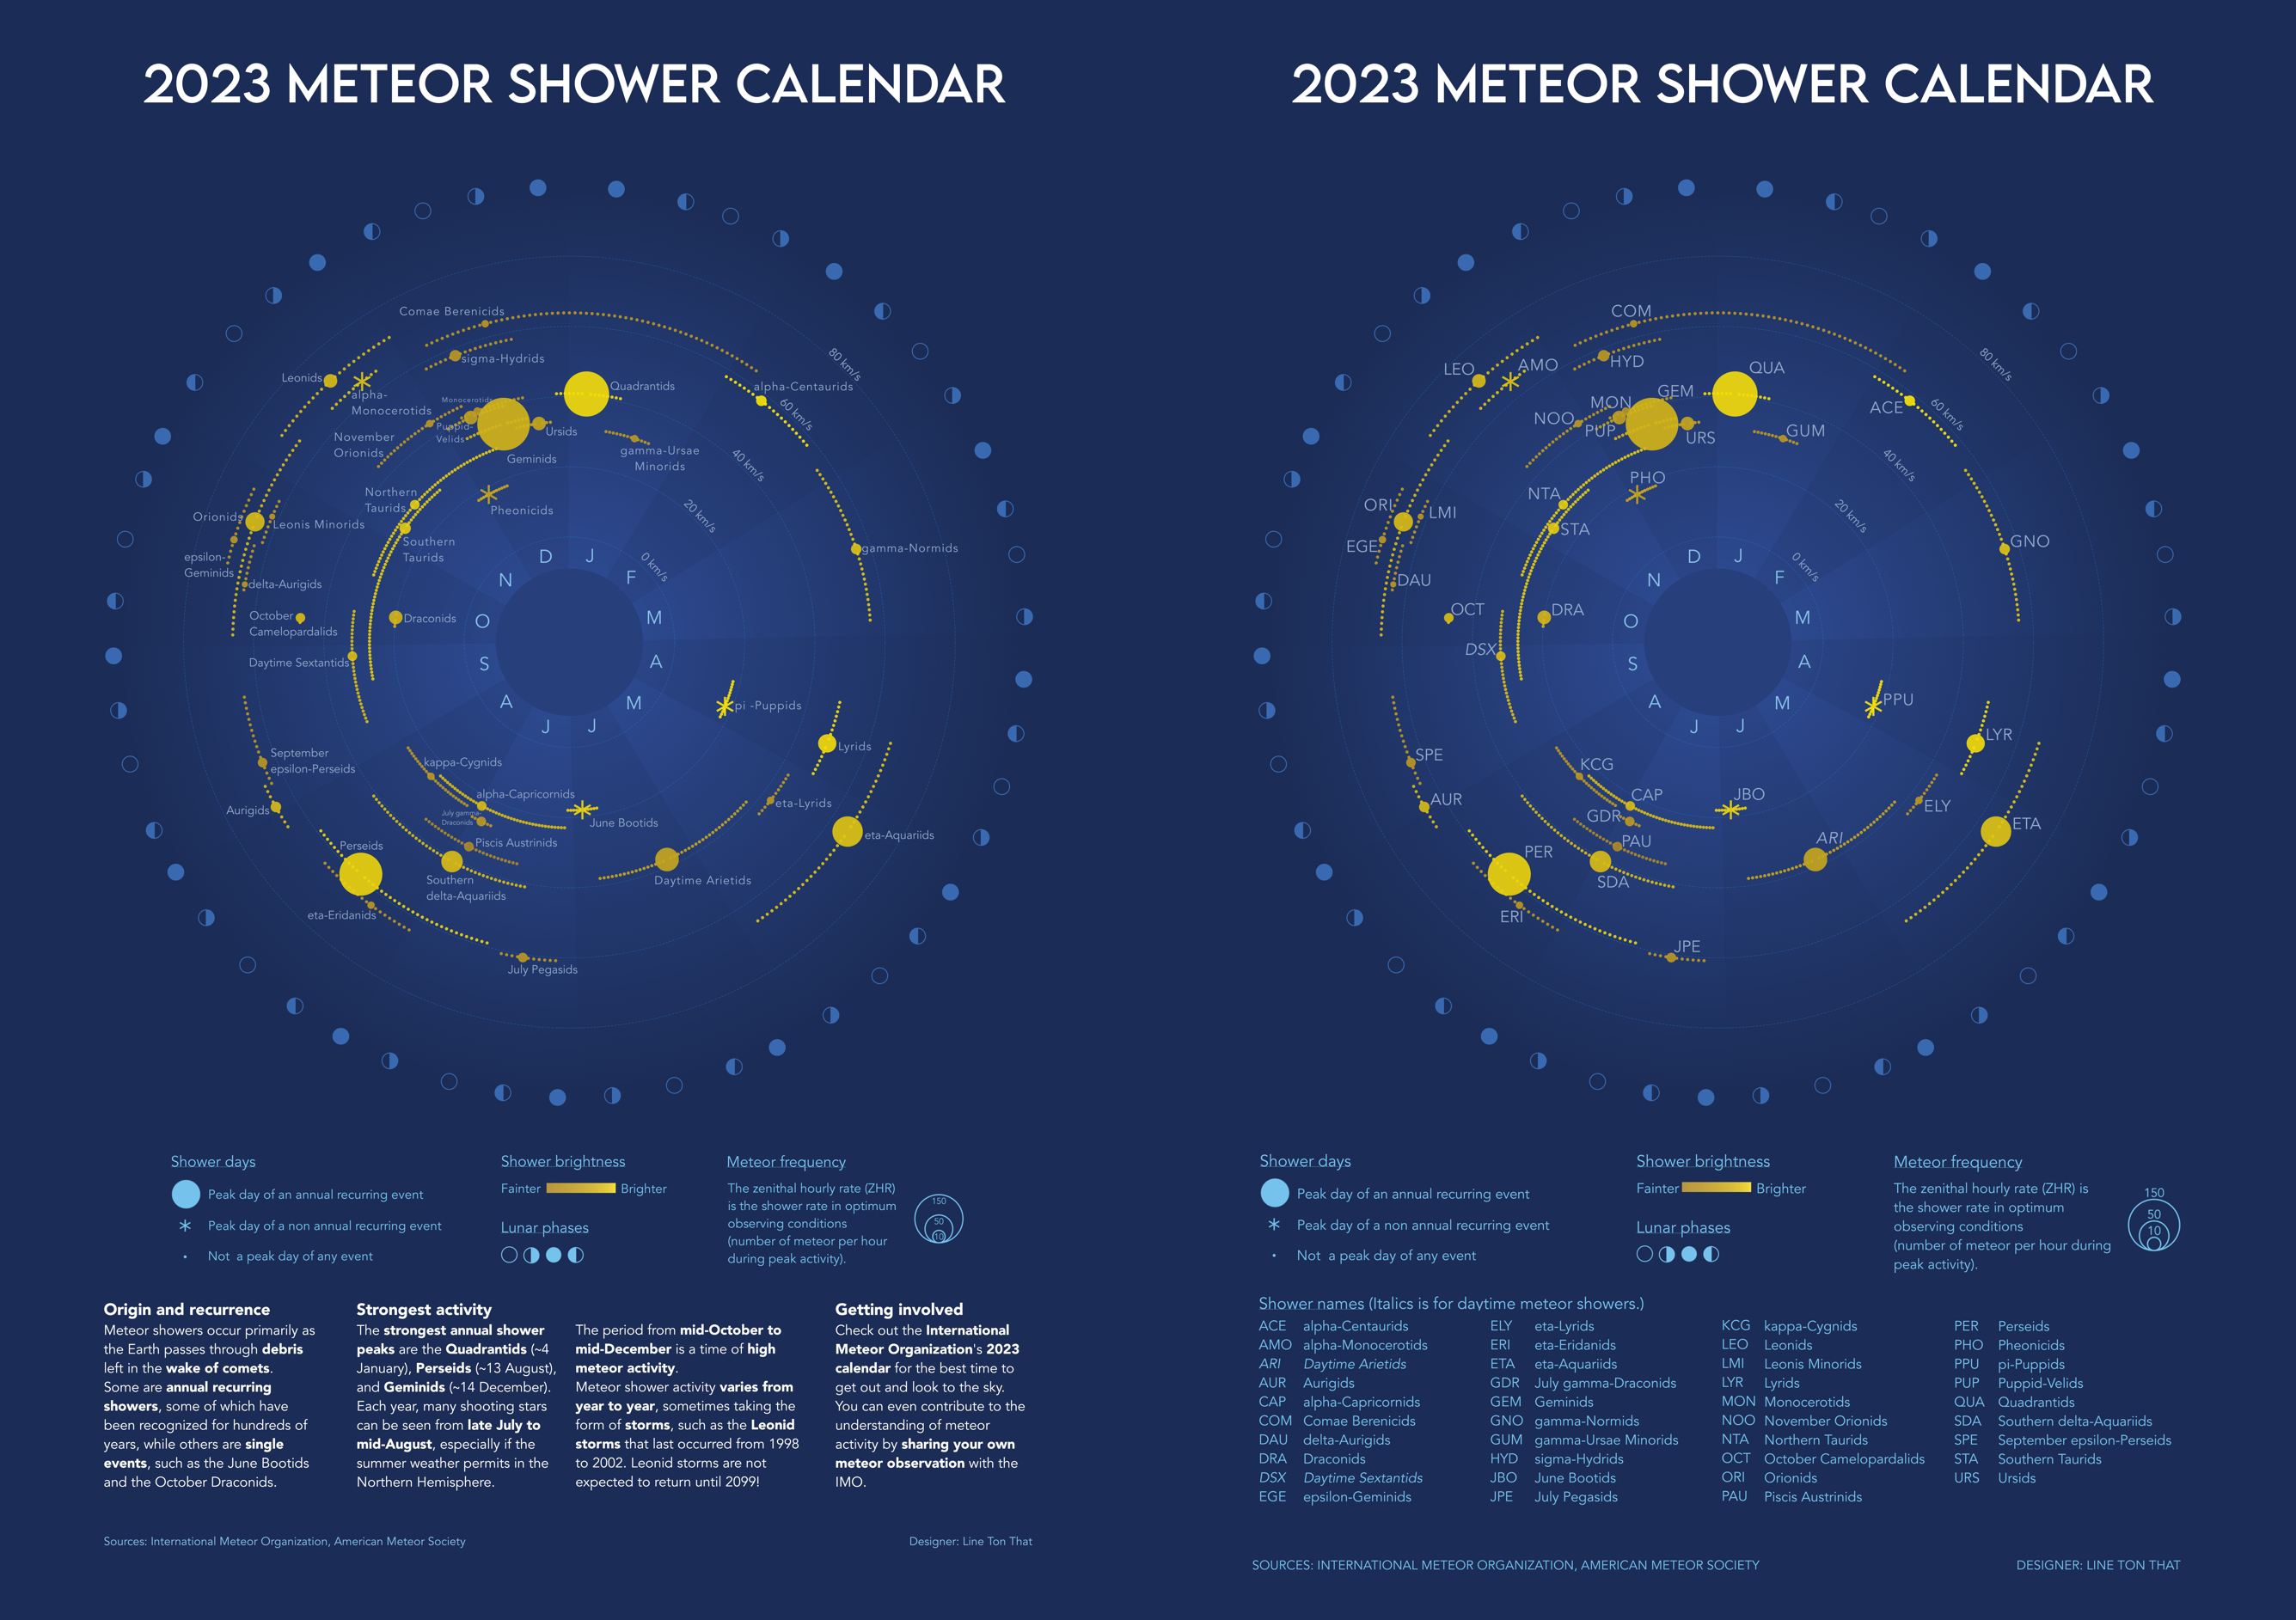 2023 METEOR SHOWER CALENDAR
Comae Berenicids
sigma-Hydrids
Leonids
alpha-
Monocerotids
Monocerotids
Puppid-
Velids
November
Orionids
Quadrantids
Ursids
Geminids
gamma-Ursae
Minorids
alpha-Centaurids
80 km/s
60 km/s
40 km/s
20 km/s
0 km/s
Northern
Taurids
Pheonicids
Southern
Taurids
Orionids
Leonis Minorids
epsilon-
Geminids
delta-Aurigids
October
Camelopardalids
Draconids
Daytime Sextantids
gamma-Normids
J
F
M
A
M
J
J
A
S
O
N
D
pi -Puppids
Lyrids
eta-Lyrids
eta-Aquariids
Daytime Arietids
June Bootids
kappa-Cygnids
alpha-Capricornids
July gamma-
Draconids
Piscis Austrinids
Southern
delta-Aquariids
September
epsilon-Perseids
Aurigids
Perseids
eta-Eridanids
July Pegasids
Shower days
Peak day of an annual recurring event
Peak day of a non annual recurring event
Not a peak day of any event
Shower brightness
Fainter
Brighter
Lunar phases
Meteor frequency
The zenithal hourly rate (ZHR)
is the shower rate in optimum
observing conditions
(number of meteor per hour
during peak activity).
150
50
10
Origin and recurrence
Meteor showers occur primarily as
the Earth passes through debris
left in the wake of comets.
Some are annual recurring
showers, some of which have
been recognized for hundreds of
years, while others are single
events, such as the June Bootids
and the October Draconids.
Strongest activity
The strongest annual shower
peaks are the Quadrantids (~4
January), Perseids (~13 August),
and Geminids (~14 December).
Each year, many shooting stars
can be seen from late July to
mid-August, especially if the
summer weather permits in the
Northern Hemisphere.
The period from mid-October to
mid-December is a time of high
meteor activity.
Meteor shower activity varies from
year to year, sometimes taking the
form of storms, such as the Leonid
storms that last occurred from 1998
to 2002. Leonid storms are not
expected to return until 2099!
Getting involved
Check out the International
Meteor Organization's 2023
calendar for the best time to
get out and look to the sky.
You can even contribute to the
understanding of meteor
activity by sharing your own
meteor observation with the
IMO.
Sources: International Meteor Organization, American Meteor Society
Designer: Line Ton That
2023 METEOR SHOWER CALENDAR
COM
HYD
LEO
AMO
QUA
GEM
MON
NOO
PUP
URS
GUM
ACE
80 km/s
60 km/s
40 km/s
20 km/s
0 km/s
PHO
NTA
STA
ORI
LMI
EGE
DAU
OCT
DRA
DSX
GNO
J
F
M
A
M
J
J
A
S
O
N
D
PPU
LYR
ELY
ETA
ARI
JBO
KCG
CAP
GDR
PAU
SDA
SPE
AUR
PER
ERI
JPE
Shower days
Peak day of an annual recurring event
Peak day of a non annual recurring event
Not a peak day of any event
Shower brightness
Fainter
Brighter
Lunar phases
Meteor frequency
The zenithal hourly rate (ZHR) is
the shower rate in optimum
observing conditions
(number of meteor per hour during
peak activity).
150
50
10
Shower names (Italics is for daytime meteor showers.)
ACE alpha-Centaurids
AMO alpha-Monocerotids
ARI Daytime Arietids
AUR Aurigids
CAP alpha-Capricornids
COM Comae Berenicids
DAU delta-Aurigids
DRA Draconids
DSX Daytime Sextantids
EGE epsilon-Geminids
ELY eta-Lyrids
ERI eta-Eridanids
ETA eta-Aquariids
GDR July gamma-Draconids
GEM Geminids
GNO gamma-Normids
GUM gamma-Ursae Minorids
HYD sigma-Hydrids
JBO June Bootids
JPE July Pegasids
KCG kappa-Cygnids
LEO Leonids
LMI Leonis Minorids
LYR Lyrids
MON Monocerotids
NOO November Orionids
NTA Northern Taurids
OCT October Camelopardalids
ORI Orionids
PAU Piscis Austrinids
PER Perseids
PHO Pheonicids
PPU pi-Puppids
PUP Puppid-Velids
QUA Quadrantids
SDA Southern delta-Aquariids
SPE September epsilon-Perseids
STA Southern Taurids
URS Ursids
SOURCES: INTERNATIONAL METEOR ORGANIZATION, AMERICAN METEOR SOCIETY
DESIGNER: LINE TON THAT